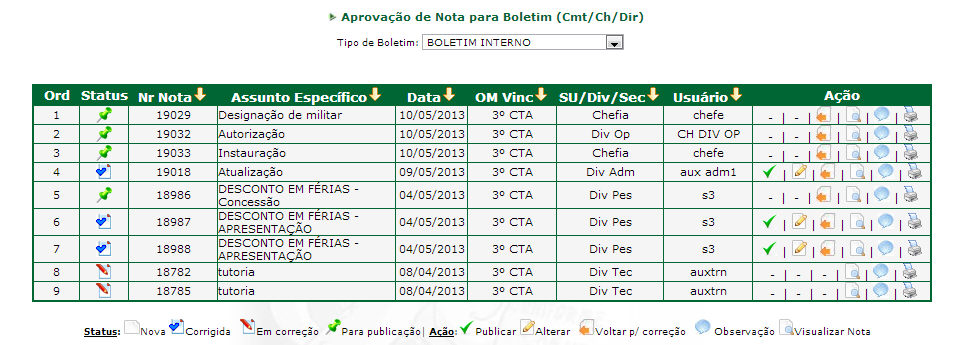 Aprovação de Nota para Boletim (Cmt/Ch/Dir)
Tipo de Boletim: BOLETIM INTERNO
Ord Status Nr Nota Assunto Específico Data OM Vinc SU/Div/Sec Usuário Ação
1 19029 Designação de militar 10/05/2013 3º CTA Chefia chefe - | - | | | |
2 19032 Autorização 10/05/2013 3º CTA Div Op CH DIV OP - | - | | | |
3 19033 Instauração 10/05/2013 3º CTA Chefia chefe - | - | | | |
4 19018 Atualização 09/05/2013 3º CTA Div Adm aux adm1 | | | | |
5 18986 DESCONTO EM FÉRIAS - Concessão 04/05/2013 3º CTA Div Pes s3 - | - | | | |
6 18987 DESCONTO EM FÉRIAS - APRESENTAÇÃO 04/05/2013 3º CTA Div Pes s3 | | | | |
7 18988 DESCONTO EM FÉRIAS - APRESENTAÇÃO 04/05/2013 3º CTA Div Pes s3 | | | | |
8 18782 tutoria 08/04/2013 3º CTA Div Tec auxtrn - | - | - | | |
9 18785 tutoria 08/04/2013 3º CTA Div Tec auxtrn - | - | - | | |
Status: Nova Corrigida Em correção Para publicação| Ação: Publicar Alterar Voltar p/ correção Observação Visualizar Nota